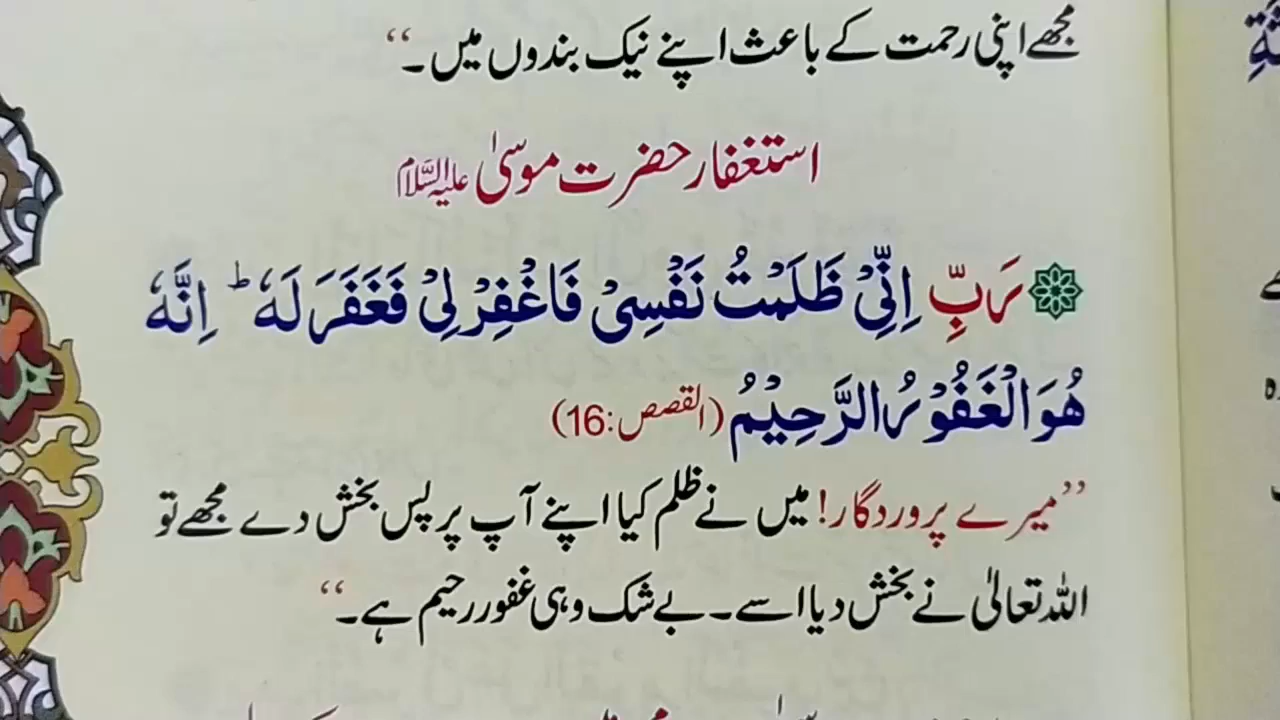 مجھے اپنی رحمت کے باعث اپنے نیک بندوں میں۔“
استغفار حضرت موسیٰ علیہ السّلام
رَبِّ اِنِّیْ ظَلَمْتُ نَفْسِیْ فَاغْفِرْ لِیْ فَغَفَرَ لَهٗ ؕ اِنَّهٗ
هُوَ الْغَفُوْرُ الرَّحِیْمُ (القصص:16)
”میرے پروردگار! میں نے ظلم کیا اپنے آپ پر پس بخش دے مجھے تو
اللہ تعالیٰ نے بخش دیا اسے۔ بے شک وہی غفور رحیم ہے۔“